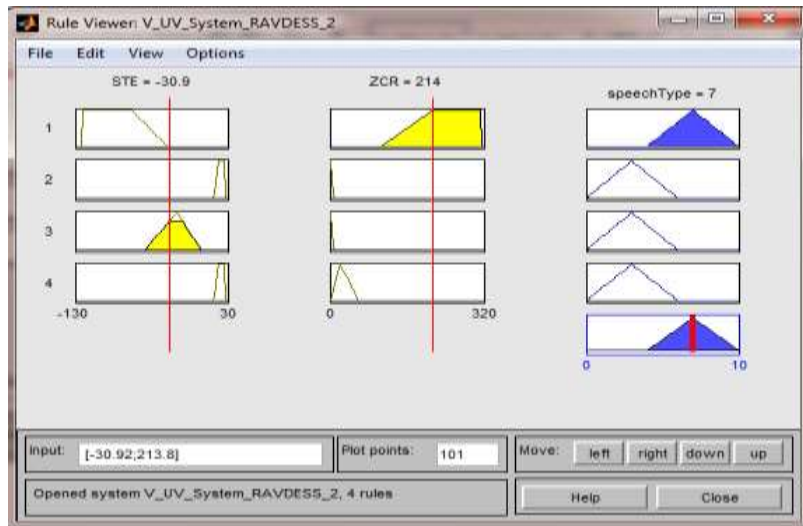 Rule Viewer: V_UV_System_RAVDESS_2
File Edit View Options
STE = -30.9 ZCR = 214 speechType = 7
1
2
3
4
-130 30 0 320
0 10
Input: [-30.92;213.8] Plot points: 101 Move: left right down up
Opened system V_UV_System_RAVDESS_2, 4 rules Help Close